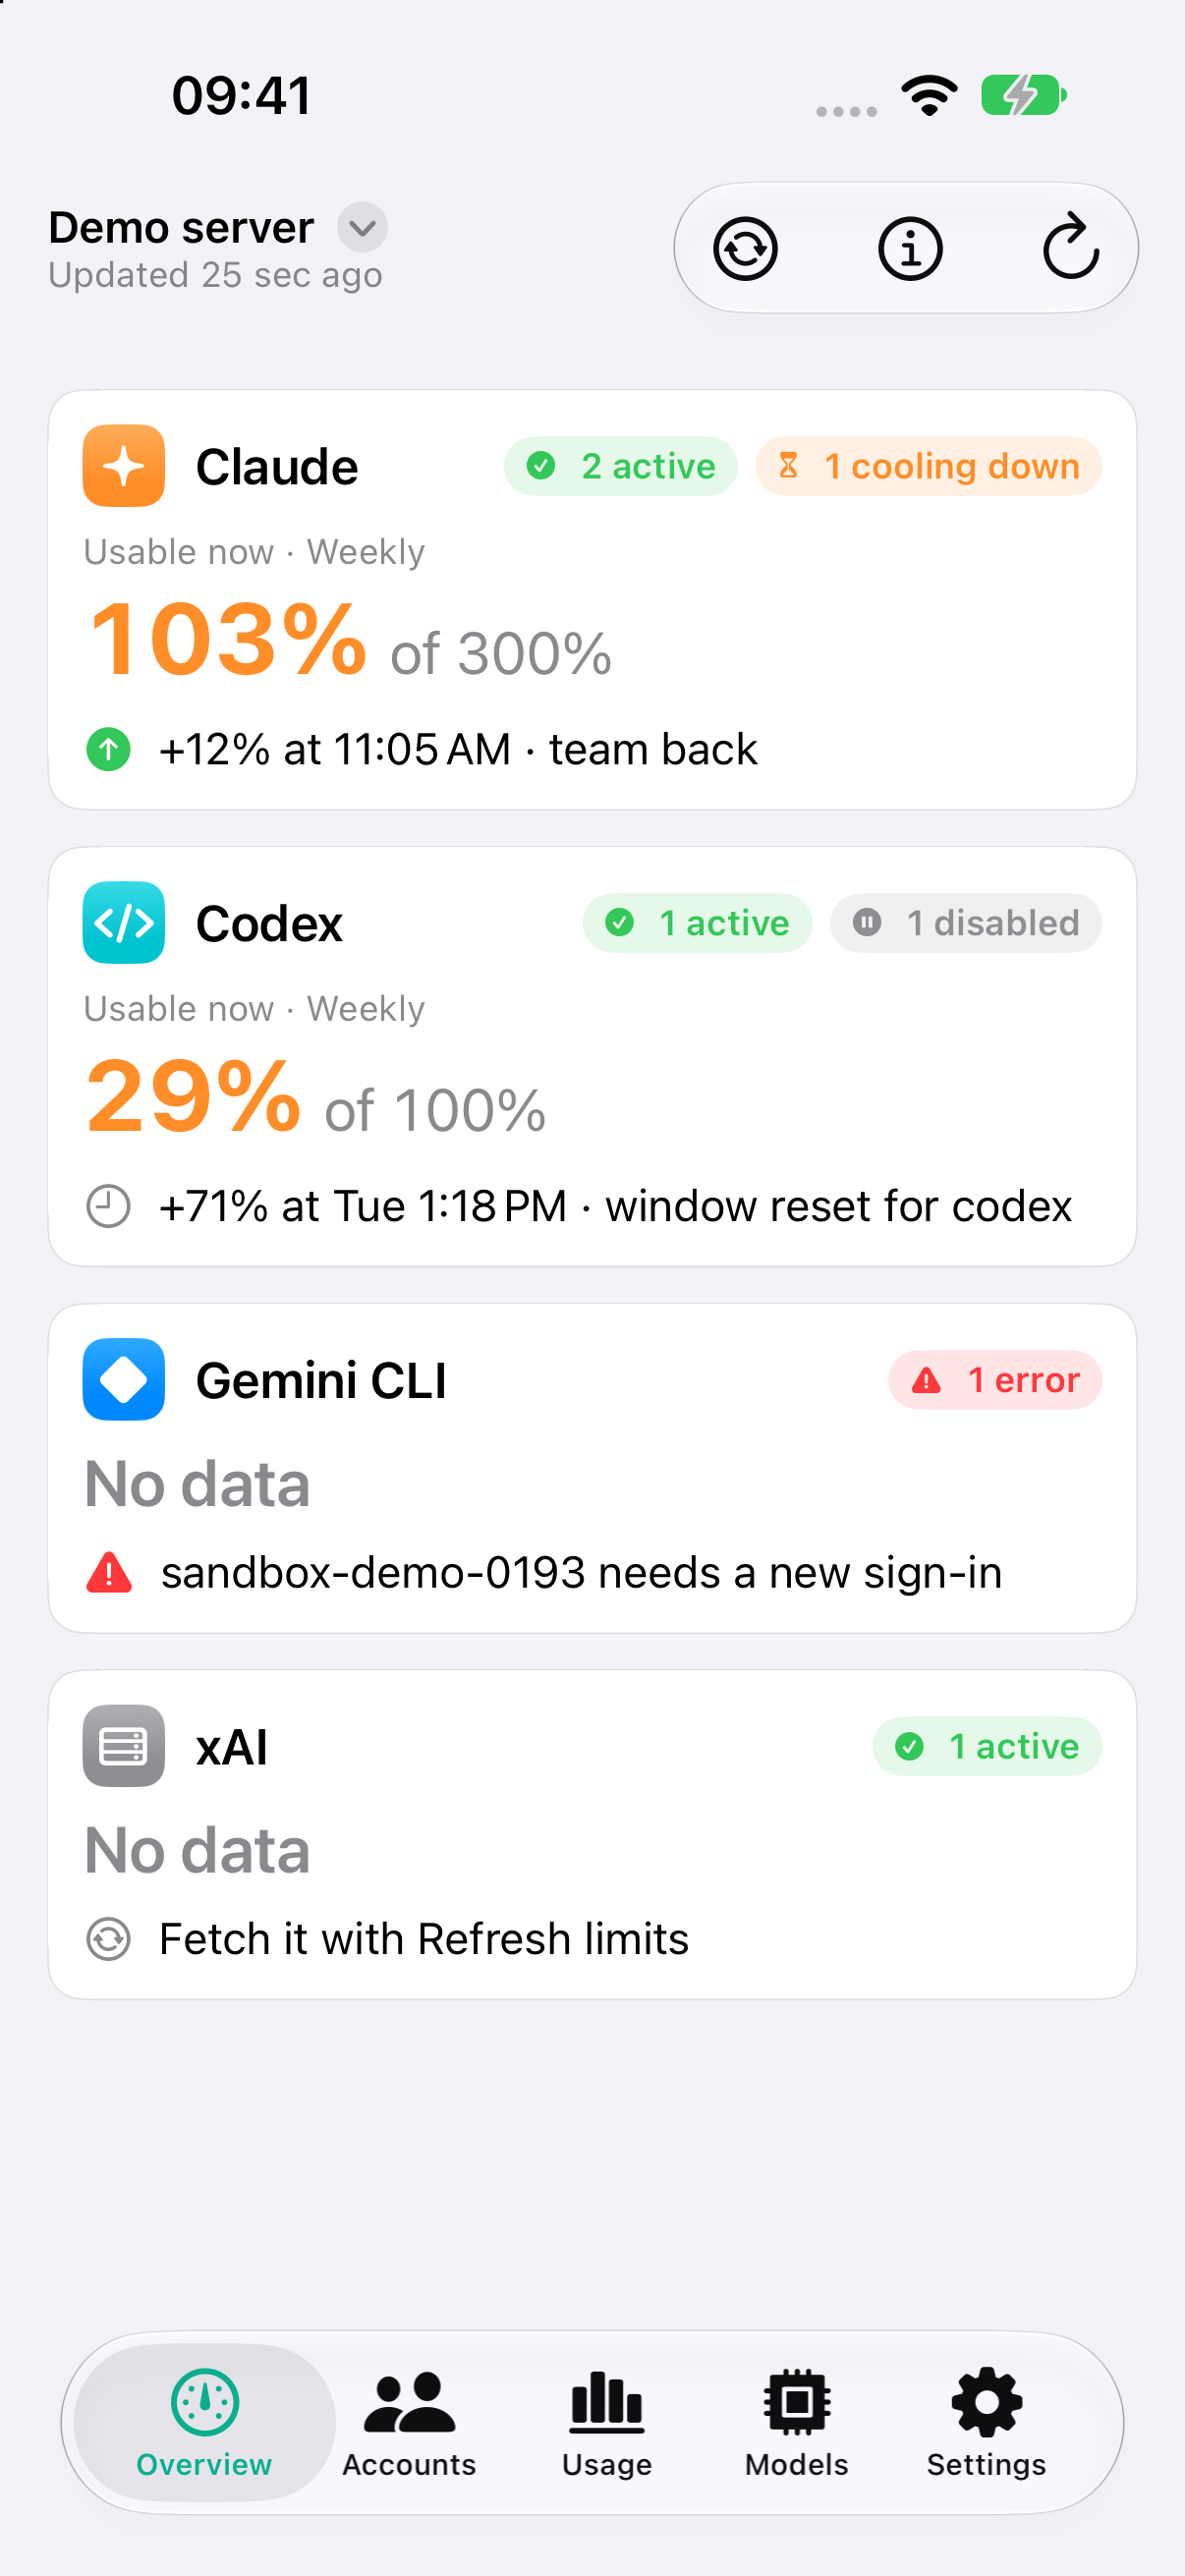 09:41
Demo server
Updated 25 sec ago
Claude
2 active
1 cooling down
Usable now · Weekly
103% of 300%
+12% at 11:05 AM · team back
Codex
1 active
1 disabled
Usable now · Weekly
29% of 100%
+71% at Tue 1:18 PM · window reset for codex
Gemini CLI
1 error
No data
sandbox-demo-0193 needs a new sign-in
xAI
1 active
No data
Fetch it with Refresh limits
Overview
Accounts
Usage
Models
Settings